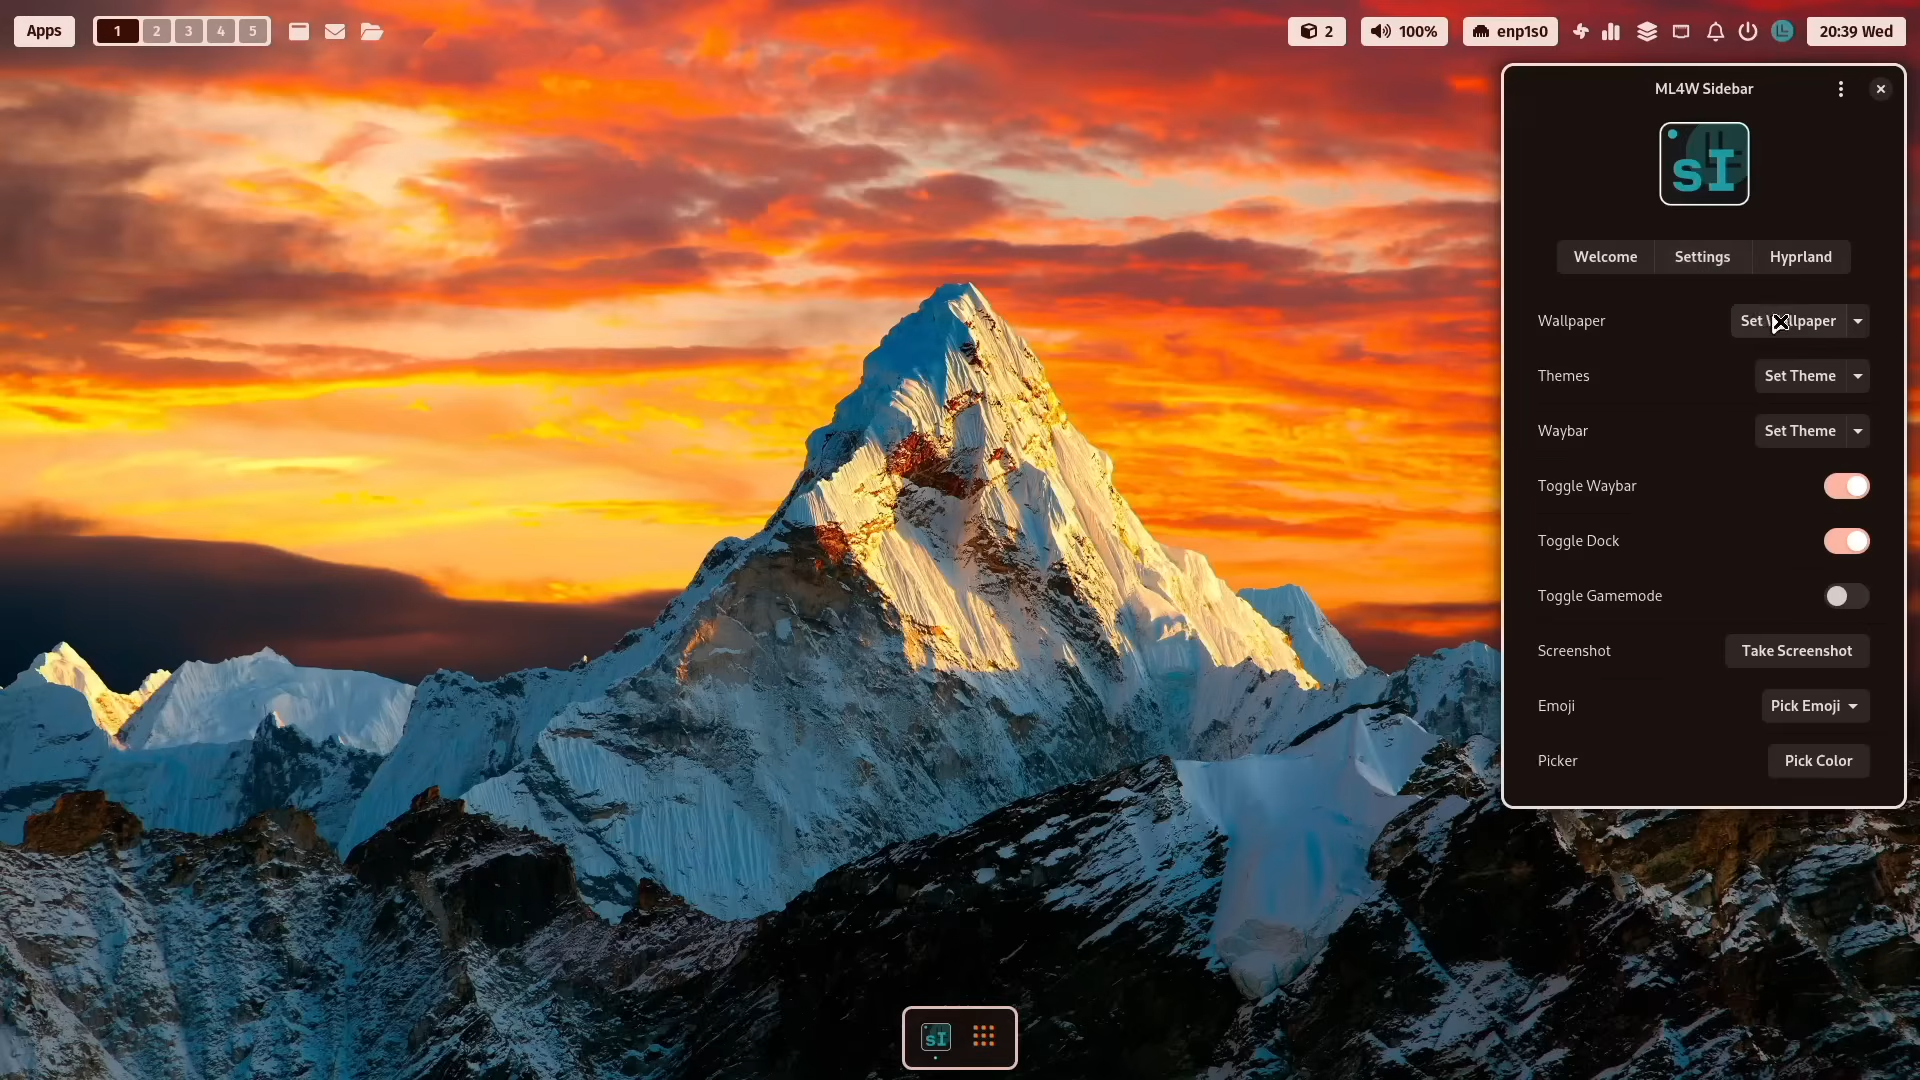 Apps
1 2 3 4 5
2
100%
enp1s0
20:39 Wed
ML4W Sidebar
sI
Welcome Settings Hyprland
Wallpaper Set Wallpaper
Themes Set Theme
Waybar Set Theme
Toggle Waybar
Toggle Dock
Toggle Gamemode
Screenshot Take Screenshot
Emoji Pick Emoji
Picker Pick Color
sI